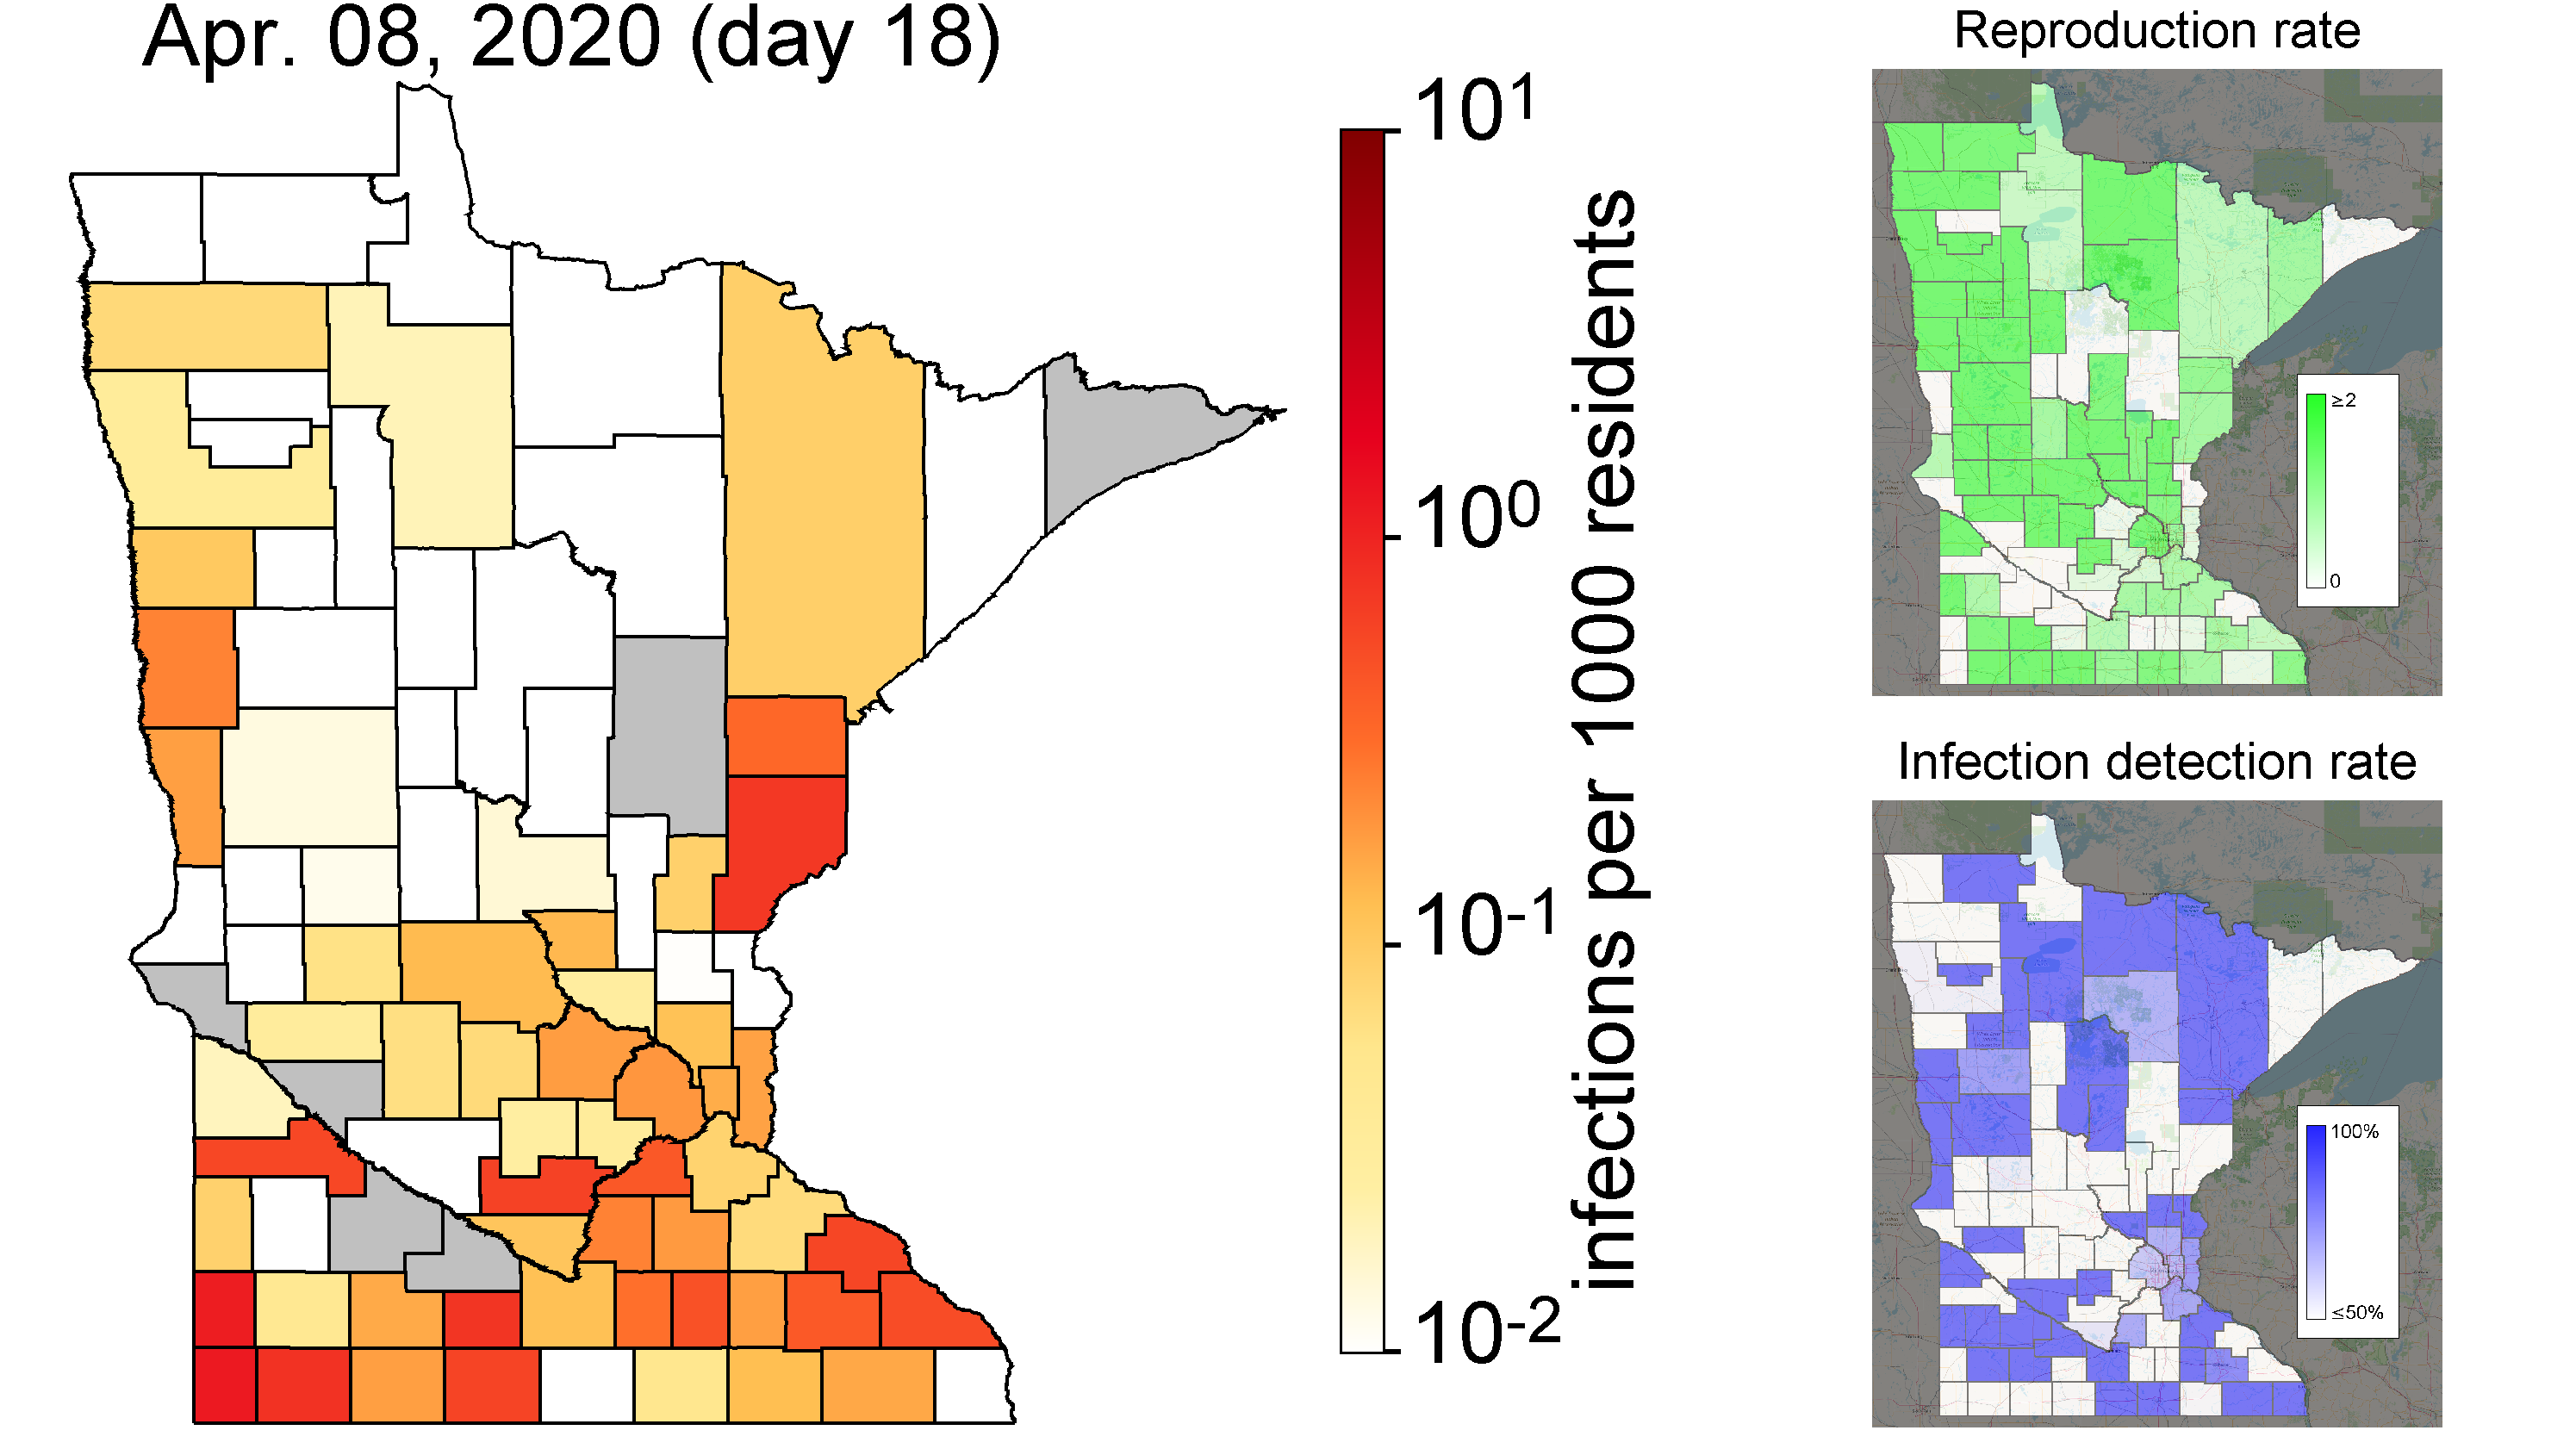 Apr. 08, 2020 (day 18)
10¹
10⁰
10⁻¹
10⁻²
infections per 1000 residents
Reproduction rate
≥2
0
Infection detection rate
100%
≤50%